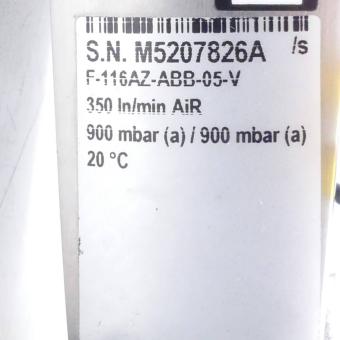 S.N. M5207826A /s
F-116AZ-ABB-05-V
350 ln/min AiR
900 mbar (a) / 900 mbar (a)
20 °C